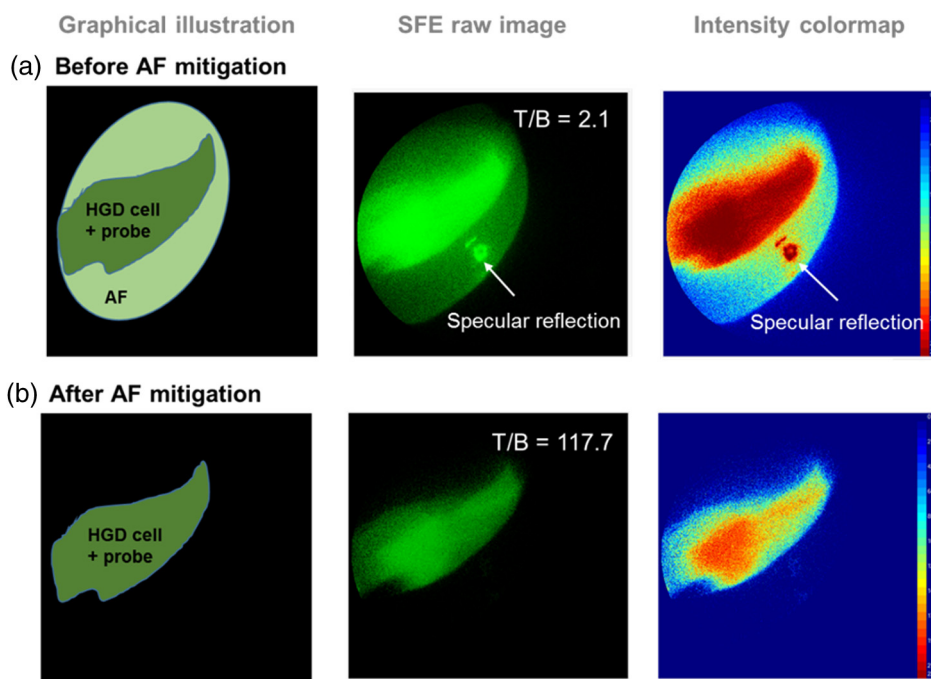 Graphical illustration
SFE raw image
Intensity colormap
(a) Before AF mitigation
HGD cell
+ probe
AF
T/B = 2.1
Specular reflection
Specular reflection
(b) After AF mitigation
HGD cell
+ probe
T/B = 117.7